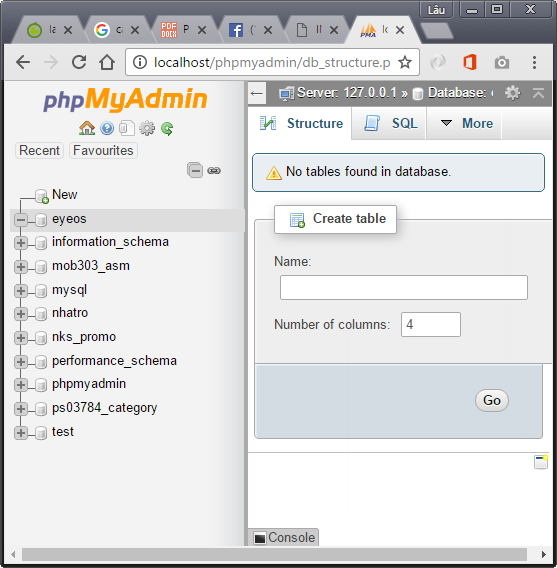 Lâu
la
ca
PDF
DOCX
P
(
II
PMA
lo
localhost/phpmyadmin/db_structure.p
phpMyAdmin
Recent Favourites
New
eyeos
information_schema
mob303_asm
mysql
nhatro
nks_promo
performance_schema
phpmyadmin
ps03784_category
test
Server: 127.0.0.1 » Database:
Structure SQL More
No tables found in database.
Create table
Name:
Number of columns: 4
Go
Console